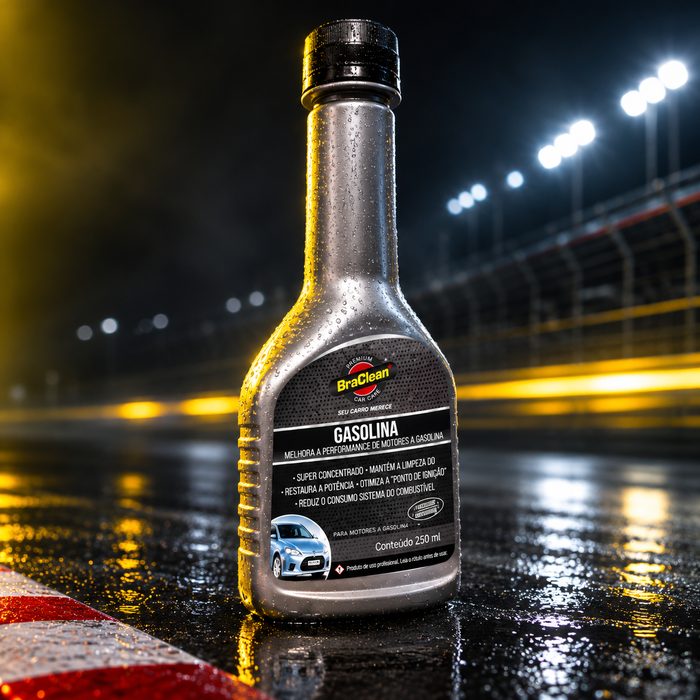 PREMIUM
BraClean
CAR CARE
SEU CARRO MERECE
GASOLINA
MELHORA A PERFORMANCE DE MOTORES A GASOLINA
• SUPER CONCENTRADO • MANTÉM A LIMPEZA DO
• RESTAURA A POTÊNCIA • OTIMIZA A "PONTO DE IGNIÇÃO"
• REDUZ O CONSUMO SISTEMA DO COMBUSTÍVEL
PARA MOTORES A GASOLINA
Conteúdo 250 ml
Produto de uso profissional. Leia o rótulo antes de usar.